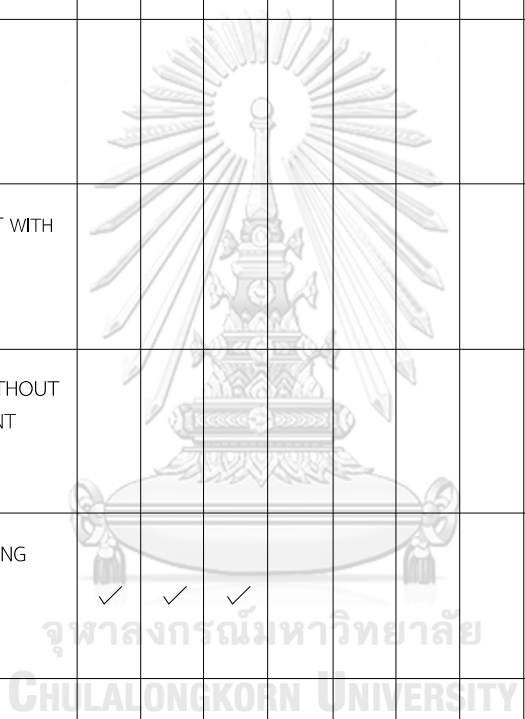 T WITH
THOUT
NT
NG
✓ ✓ ✓
จุฬาลงกรณ์มหาวิทยาลัย
CHULALONGKORN UNIVERSITY